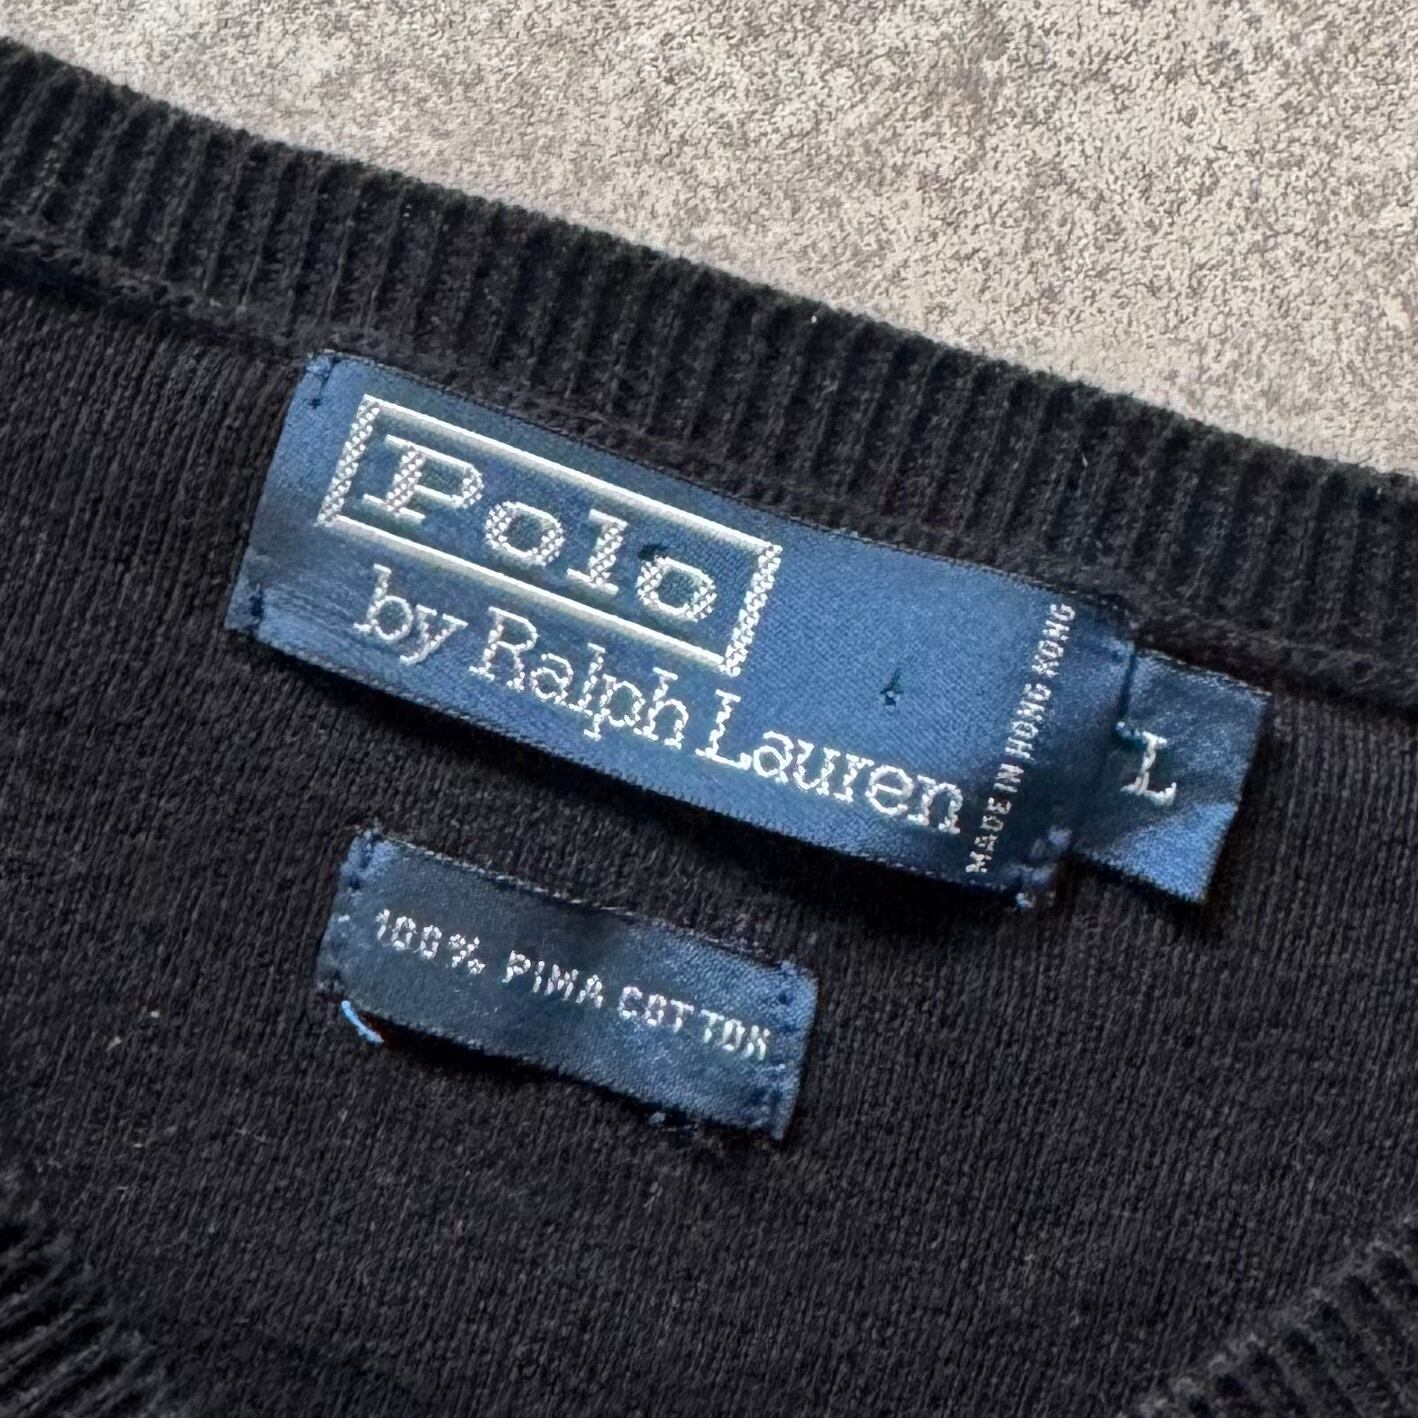 Polo
by Ralph Lauren
MADE IN HONG KONG
L
100% PIMA COTTON